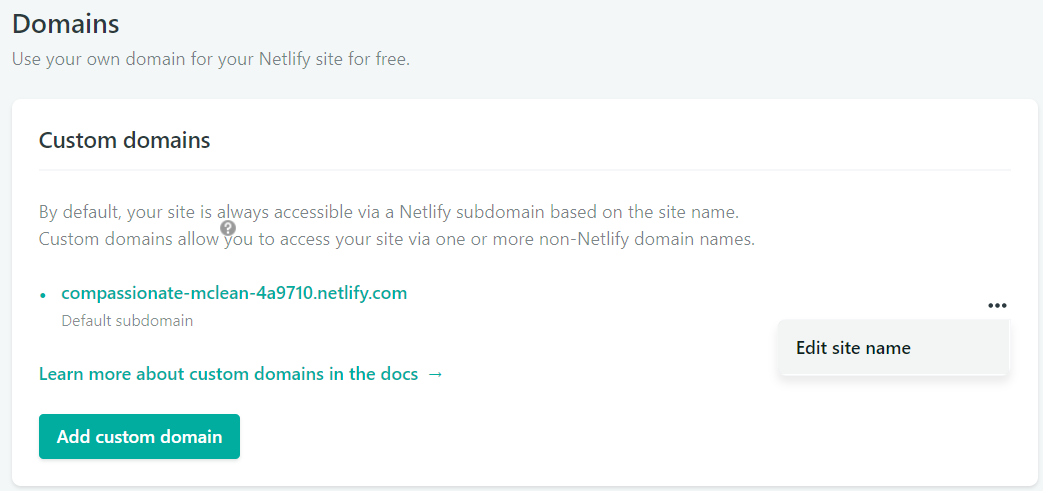 Domains
Use your own domain for your Netlify site for free.
Custom domains
By default, your site is always accessible via a Netlify subdomain based on the site name.
?
Custom domains allow you to access your site via one or more non-Netlify domain names.
• compassionate-mclean-4a9710.netlify.com
Default subdomain
•••
Edit site name
Learn more about custom domains in the docs →
Add custom domain